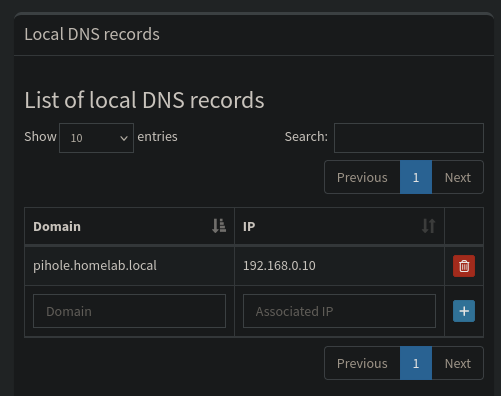 Local DNS records
List of local DNS records
Show 10 entries Search:
Previous 1 Next
Domain IP
pihole.homelab.local 192.168.0.10
Domain Associated IP
Previous 1 Next